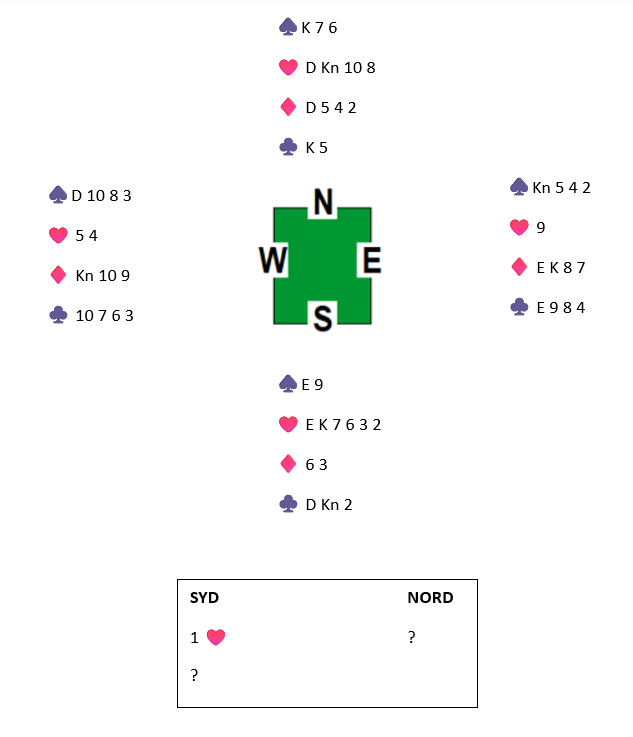 ♠ K 7 6
♥ D Kn 10 8
♦ D 5 4 2
♣ K 5
♠ D 10 8 3
♥ 5 4
♦ Kn 10 9
♣ 10 7 6 3
N
W E
S
♠ Kn 5 4 2
♥ 9
♦ E K 8 7
♣ E 9 8 4
♠ E 9
♥ E K 7 6 3 2
♦ 6 3
♣ D Kn 2
SYD NORD
1 ♥ ?
?